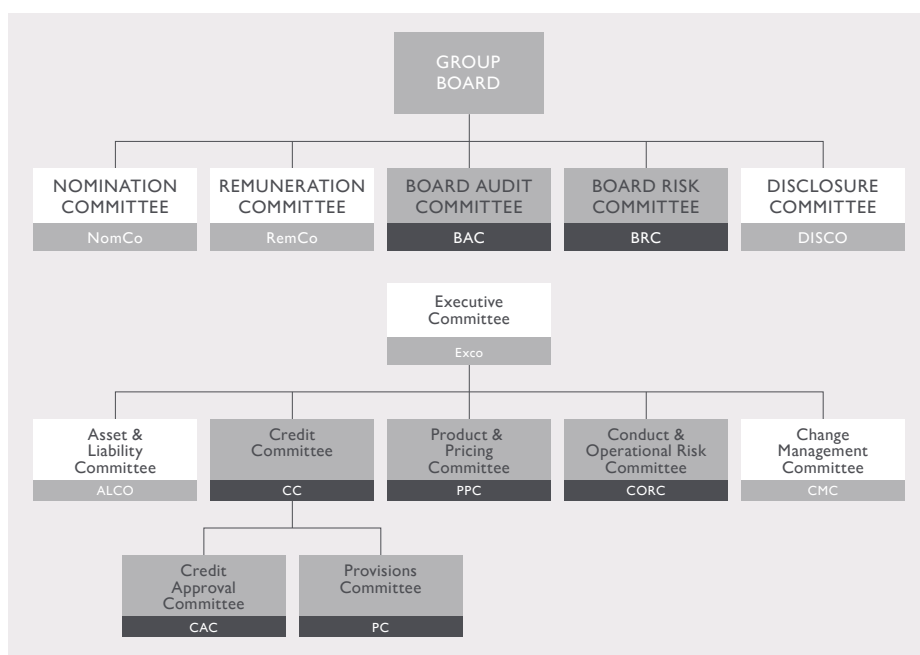 GROUP
BOARD
NOMINATION
COMMITTEE
NomCo
REMUNERATION
COMMITTEE
RemCo
BOARD AUDIT
COMMITTEE
BAC
BOARD RISK
COMMITTEE
BRC
DISCLOSURE
COMMITTEE
DISCO
Executive
Committee
Exco
Asset &
Liability
Committee
ALCO
Credit
Committee
CC
Product &
Pricing
Committee
PPC
Conduct &
Operational Risk
Committee
CORC
Change
Management
Committee
CMC
Credit
Approval
Committee
CAC
Provisions
Committee
PC